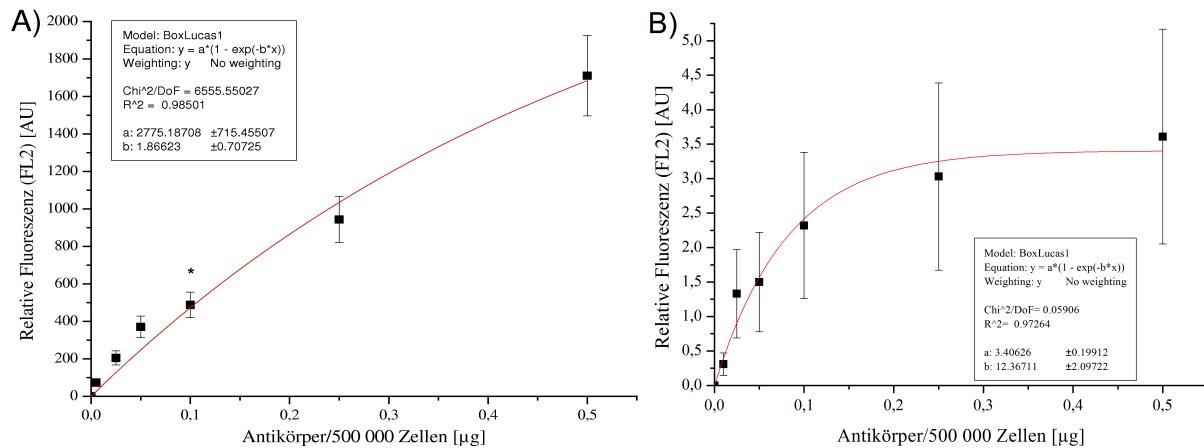 A)
Relative Fluoreszenz (FL2) [AU]
2000
1800
1600
1400
1200
1000
800
600
400
200
0
Model: BoxLucas1
Equation: y = a*(1 - exp(-b*x))
Weighting: y No weighting
Chi^2/DoF = 6555.55027
R^2 = 0.98501
a: 2775.18708 ±715.45507
b: 1.86623 ±0.70725
*
0,0 0,1 0,2 0,3 0,4 0,5
Antikörper/500 000 Zellen [µg]
B)
Relative Fluoreszenz (FL2) [AU]
5,0
4,5
4,0
3,5
3,0
2,5
2,0
1,5
1,0
0,5
0,0
Model: BoxLucas1
Equation: y = a*(1 - exp(-b*x))
Weighting: y No weighting
Chi^2/DoF= 0.05906
R^2= 0.97264
a: 3.40626 ±0.19912
b: 12.36711 ±2.09722
0,0 0,1 0,2 0,3 0,4 0,5
Antikörper/500 000 Zellen [µg]